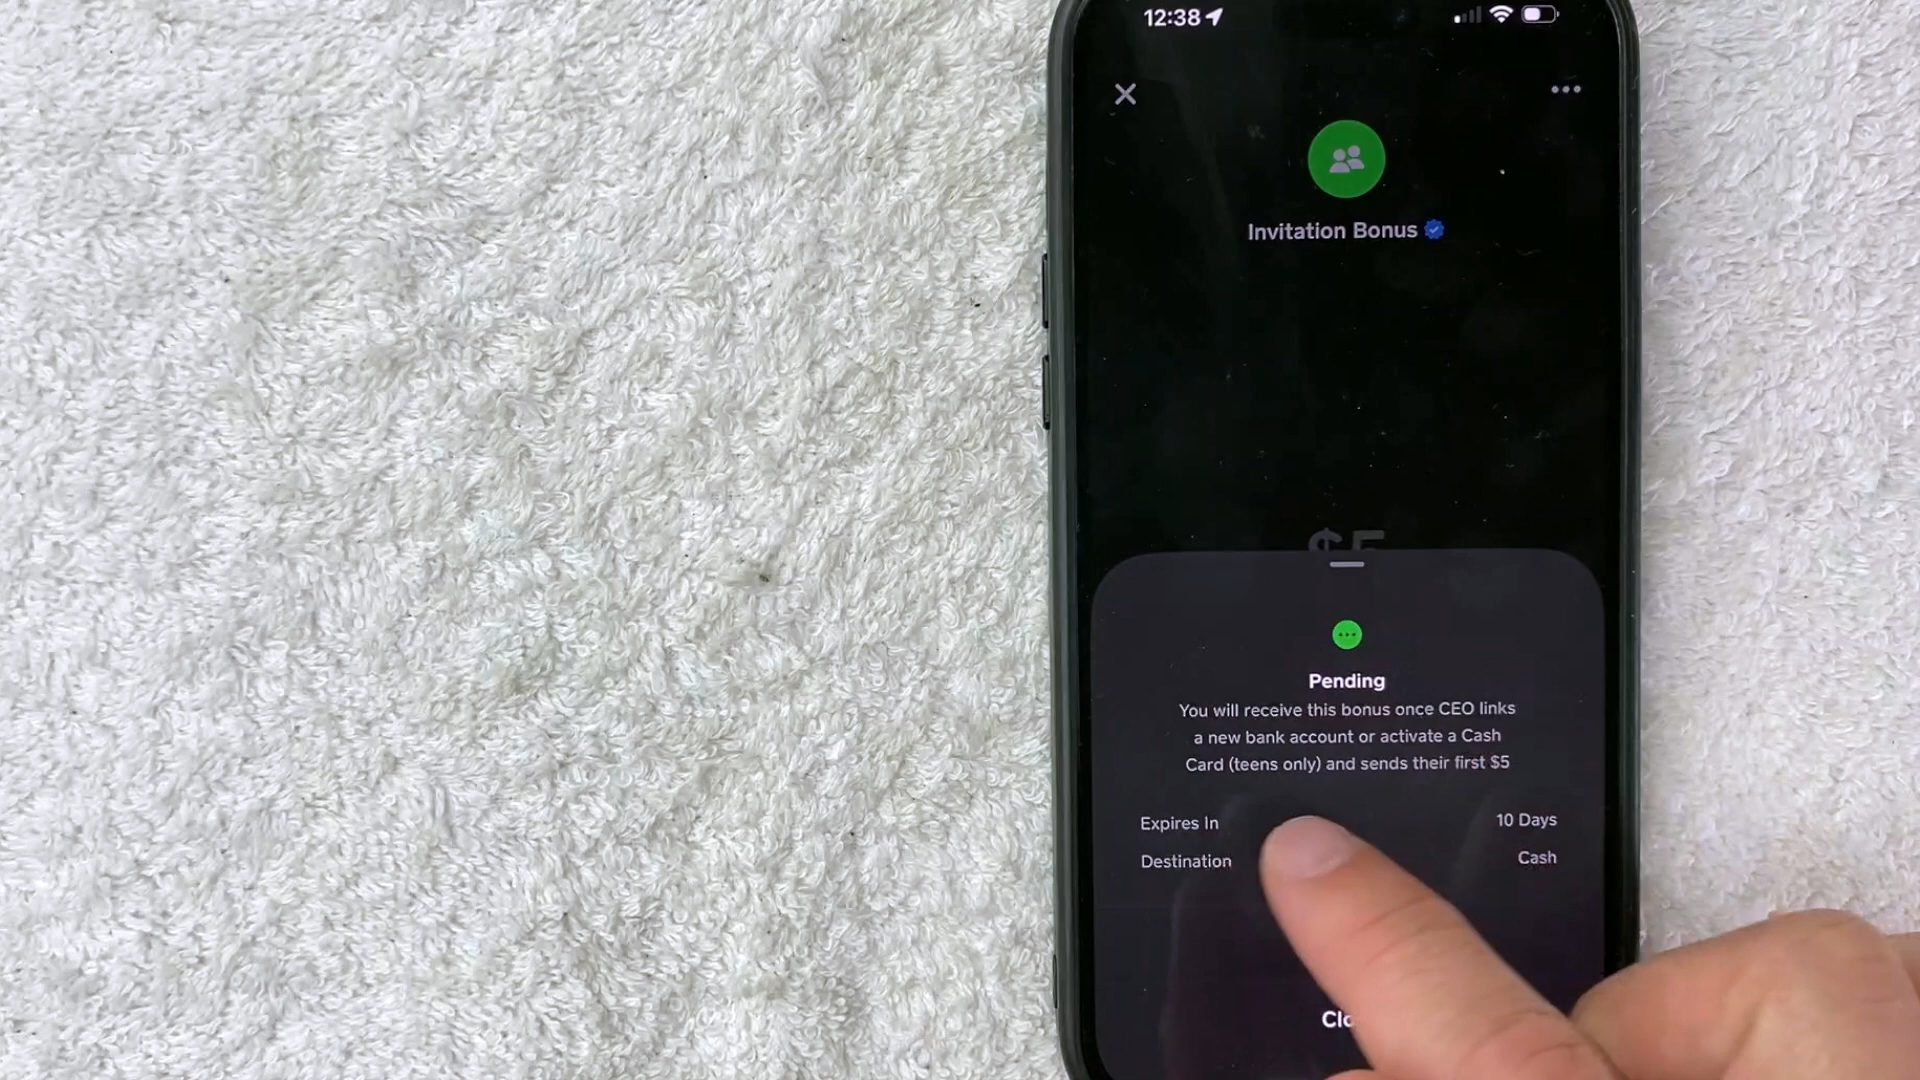 12:38
Invitation Bonus
$5
Pending
You will receive this bonus once CEO links
a new bank account or activate a Cash
Card (teens only) and sends their first $5
Expires In 10 Days
Destination Cash